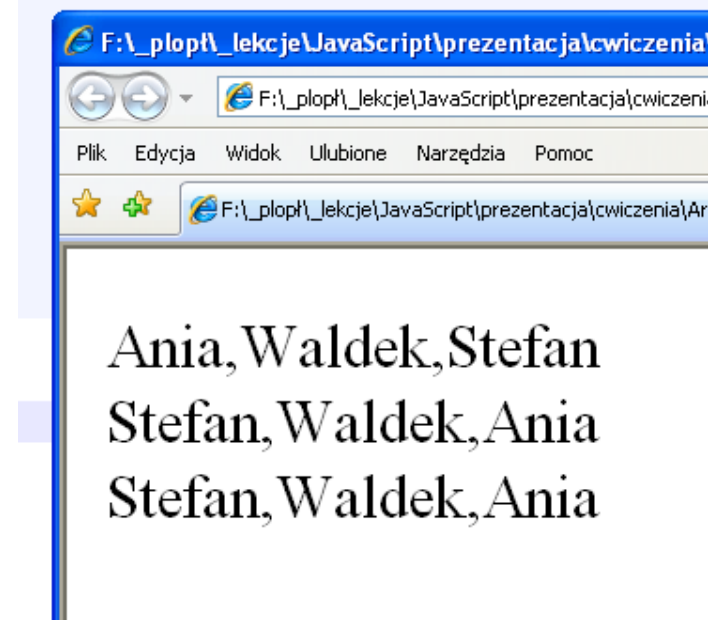 F:\_plopł\_lekcje\JavaScript\prezentacja\cwiczenia\
F:\_plopł\_lekcje\JavaScript\prezentacja\cwiczeni
Plik Edycja Widok Ulubione Narzędzia Pomoc
F:\_plopł\_lekcje\JavaScript\prezentacja\cwiczenia\Ar
Ania,Waldek,Stefan
Stefan,Waldek,Ania
Stefan,Waldek,Ania